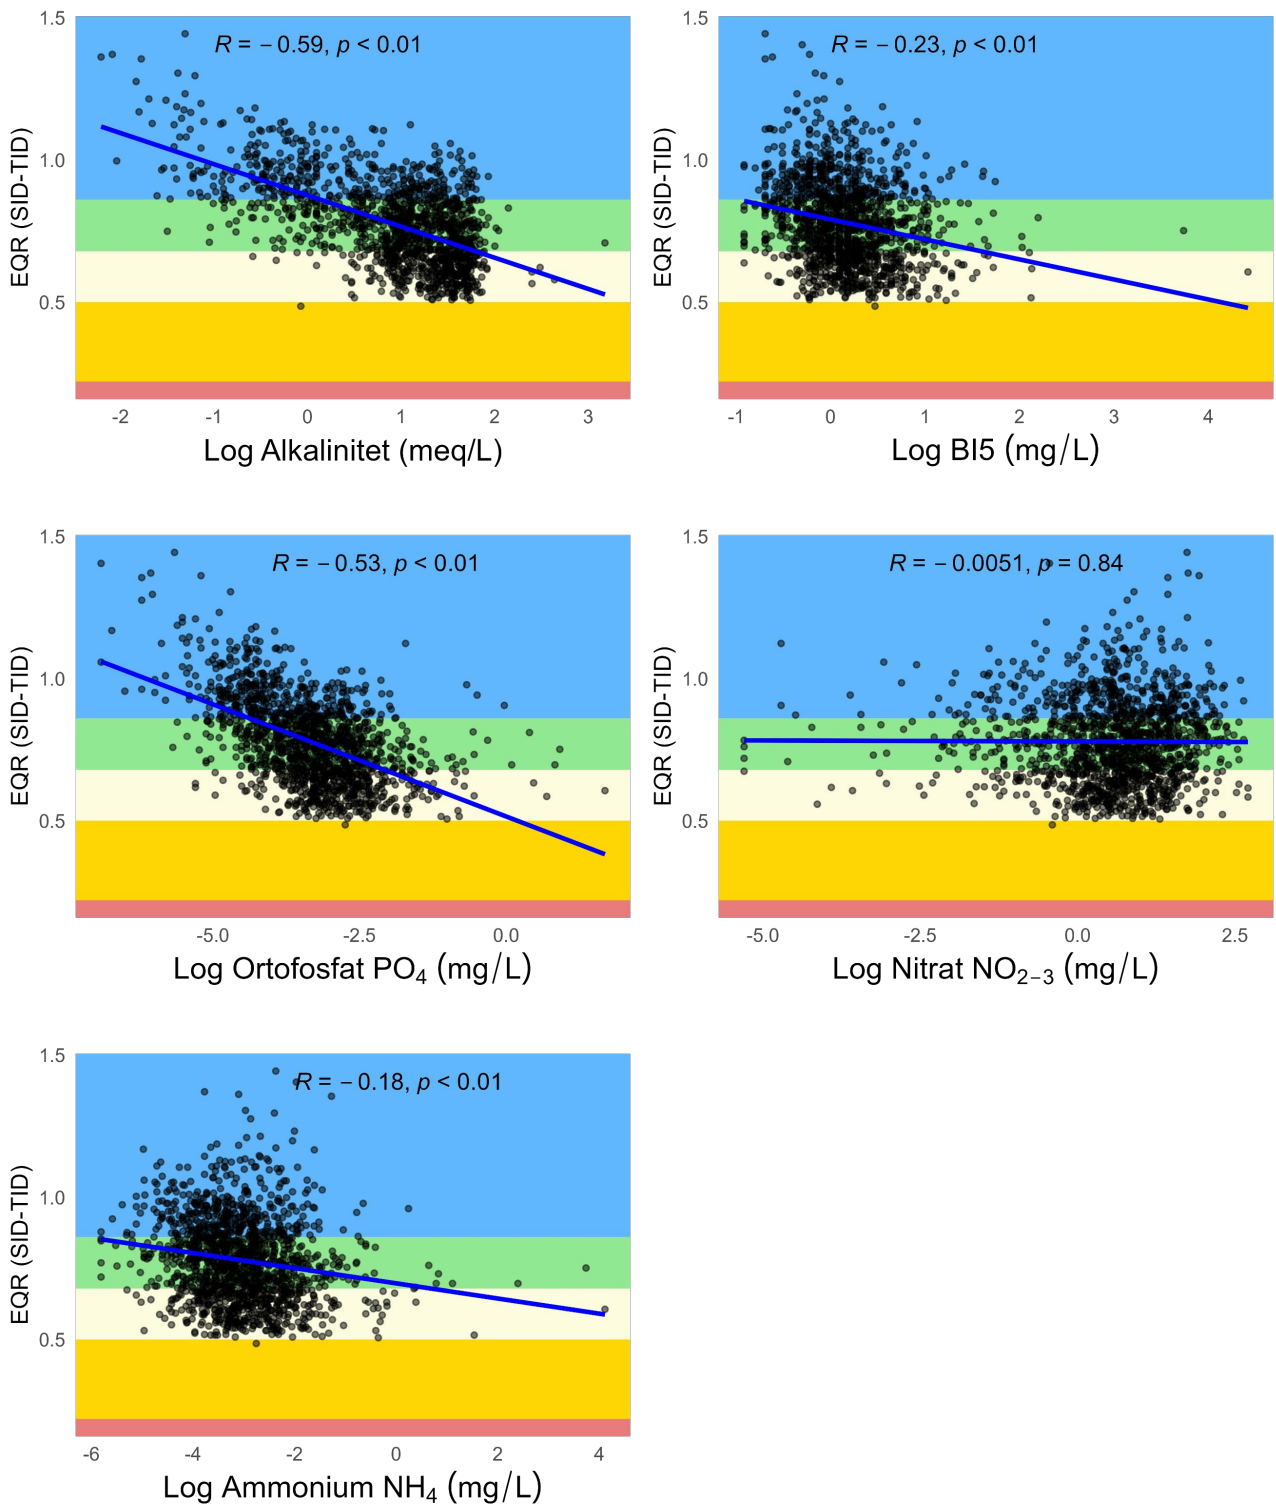 1.5
R = − 0.59, p < 0.01
1.0
0.5
EQR (SID-TID)
-2 -1 0 1 2 3
Log Alkalinitet (meq/L)
1.5
R = − 0.23, p < 0.01
1.0
0.5
EQR (SID-TID)
-1 0 1 2 3 4
Log BI5 (mg/L)
1.5
R = − 0.53, p < 0.01
1.0
0.5
EQR (SID-TID)
-5.0 -2.5 0.0
Log Ortofosfat PO₄ (mg/L)
1.5
R = − 0.0051, p = 0.84
1.0
0.5
EQR (SID-TID)
-5.0 -2.5 0.0 2.5
Log Nitrat NO₂₋₃ (mg/L)
1.5
R = − 0.18, p < 0.01
1.0
0.5
EQR (SID-TID)
-6 -4 -2 0 2 4
Log Ammonium NH₄ (mg/L)